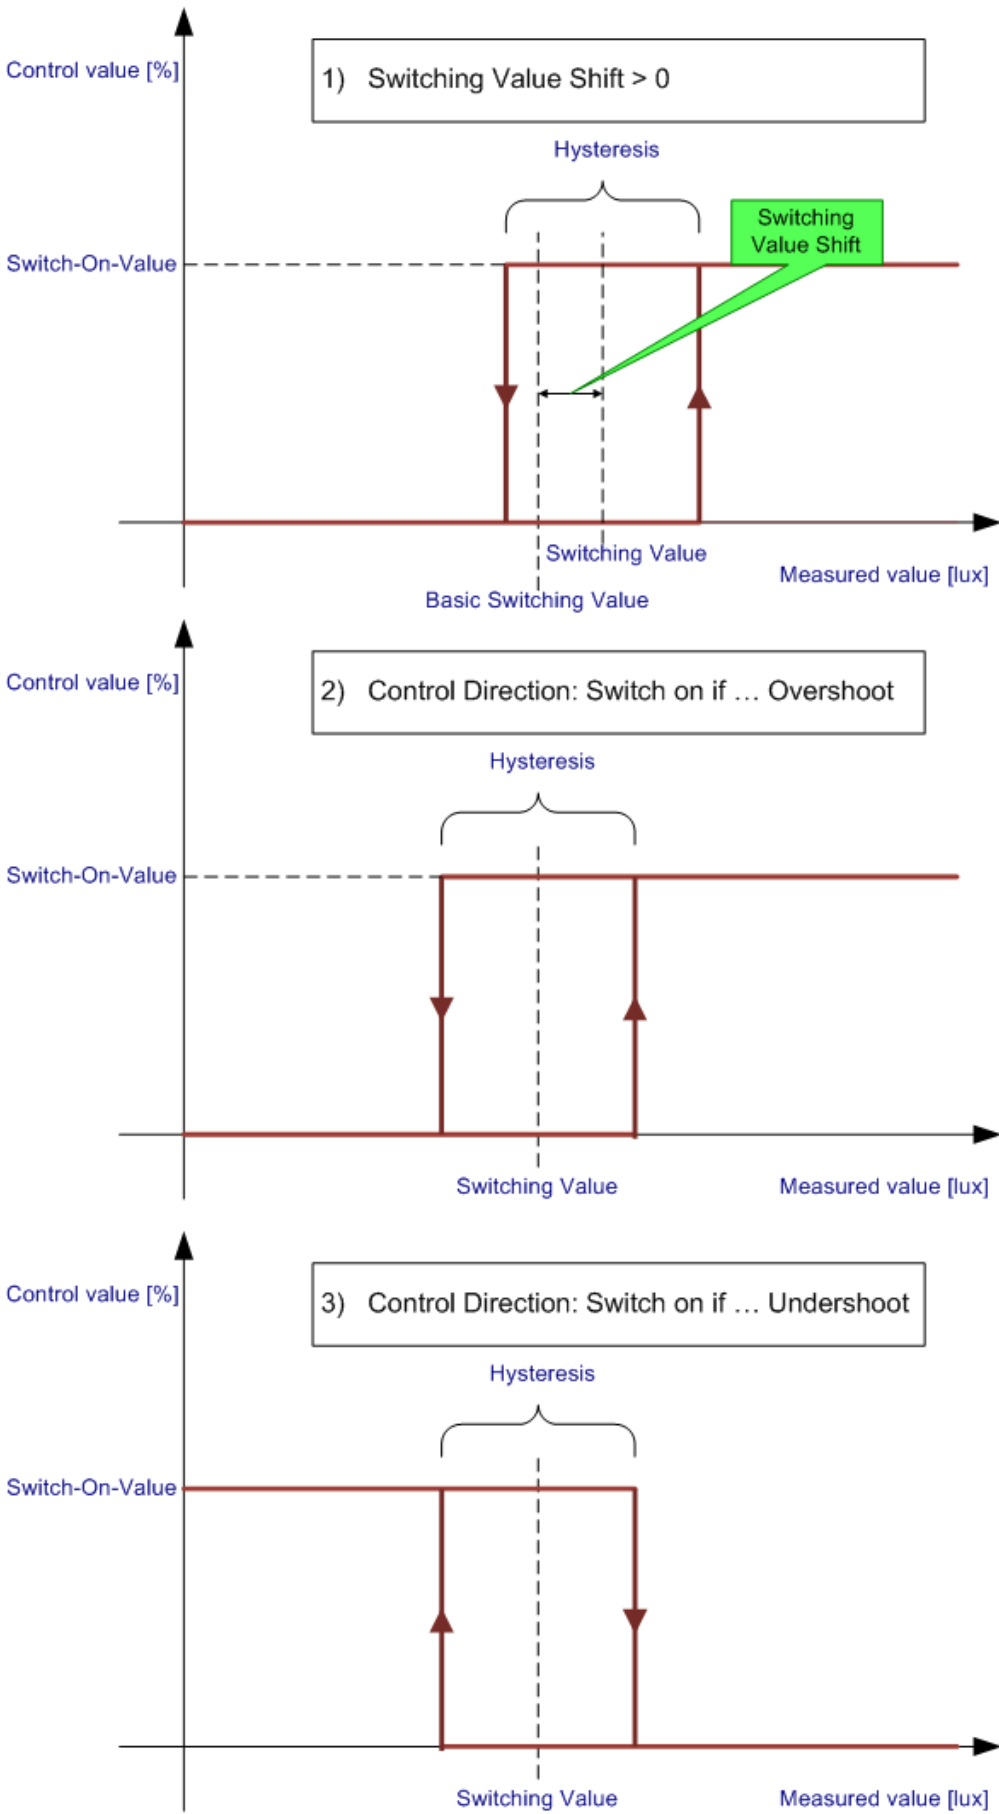 Control value [%]
1) Switching Value Shift > 0
Hysteresis
Switching
Value Shift
Switch-On-Value
Switching Value
Measured value [lux]
Basic Switching Value
Control value [%]
2) Control Direction: Switch on if … Overshoot
Hysteresis
Switch-On-Value
Switching Value
Measured value [lux]
Control value [%]
3) Control Direction: Switch on if … Undershoot
Hysteresis
Switch-On-Value
Switching Value
Measured value [lux]